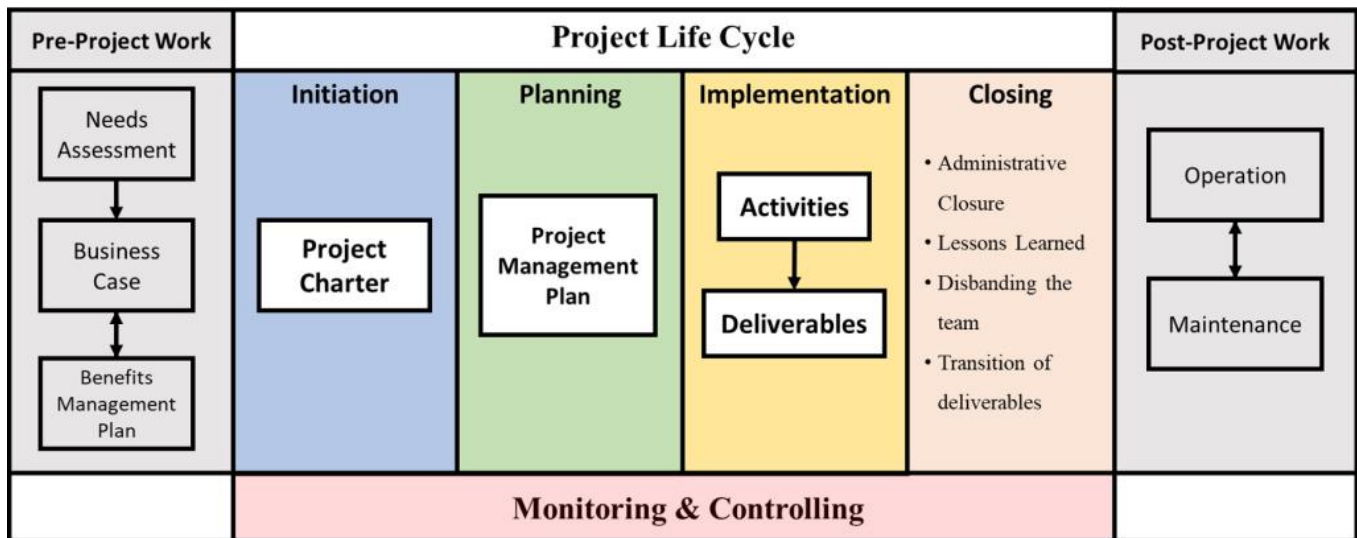 Pre-Project Work
Project Life Cycle
Post-Project Work
Needs
Assessment
Business
Case
Benefits
Management
Plan
Initiation
Project
Charter
Planning
Project
Management
Plan
Implementation
Activities
Deliverables
Closing
• Administrative
Closure
• Lessons Learned
• Disbanding the
team
• Transition of
deliverables
Operation
Maintenance
Monitoring & Controlling